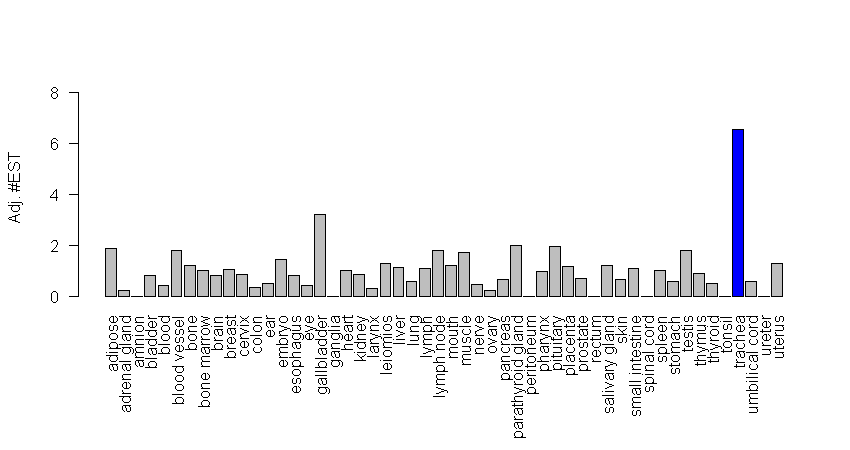 Adj. #EST
8
6
4
2
0
adipose
adrenal gland
amnion
bladder
blood
blood vessel
bone
bone marrow
brain
breast
cervix
colon
ear
embryo
esophagus
eye
gallbladder
ganglia
heart
kidney
larynx
leiomios
liver
lung
lymph
lymph node
mouth
muscle
nerve
ovary
pancreas
parathyroid gland
peritoneum
pharynx
pituitary
placenta
prostate
rectum
salivary gland
skin
small intestine
spinal cord
spleen
stomach
testis
thymus
thyroid
tonsil
trachea
umbilical cord
ureter
uterus